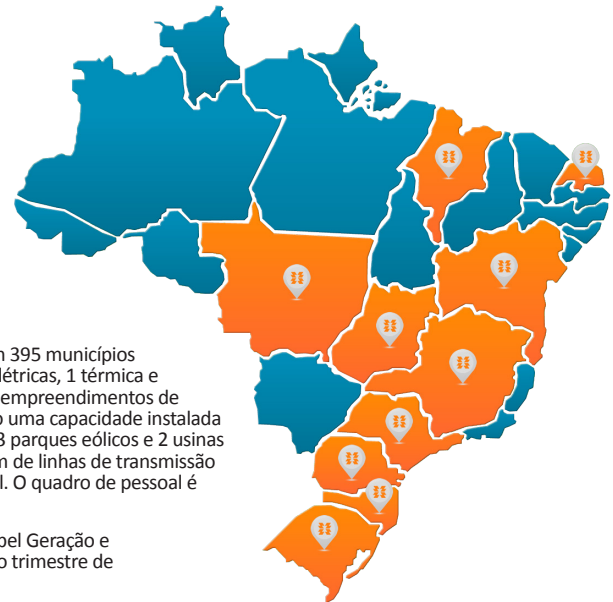 395 municípios
létricas, 1 térmica e
empreendimentos de
o uma capacidade instalada
3 parques eólicos e 2 usinas
de linhas de transmissão
l. O quadro de pessoal é
pel Geração e
o trimestre de